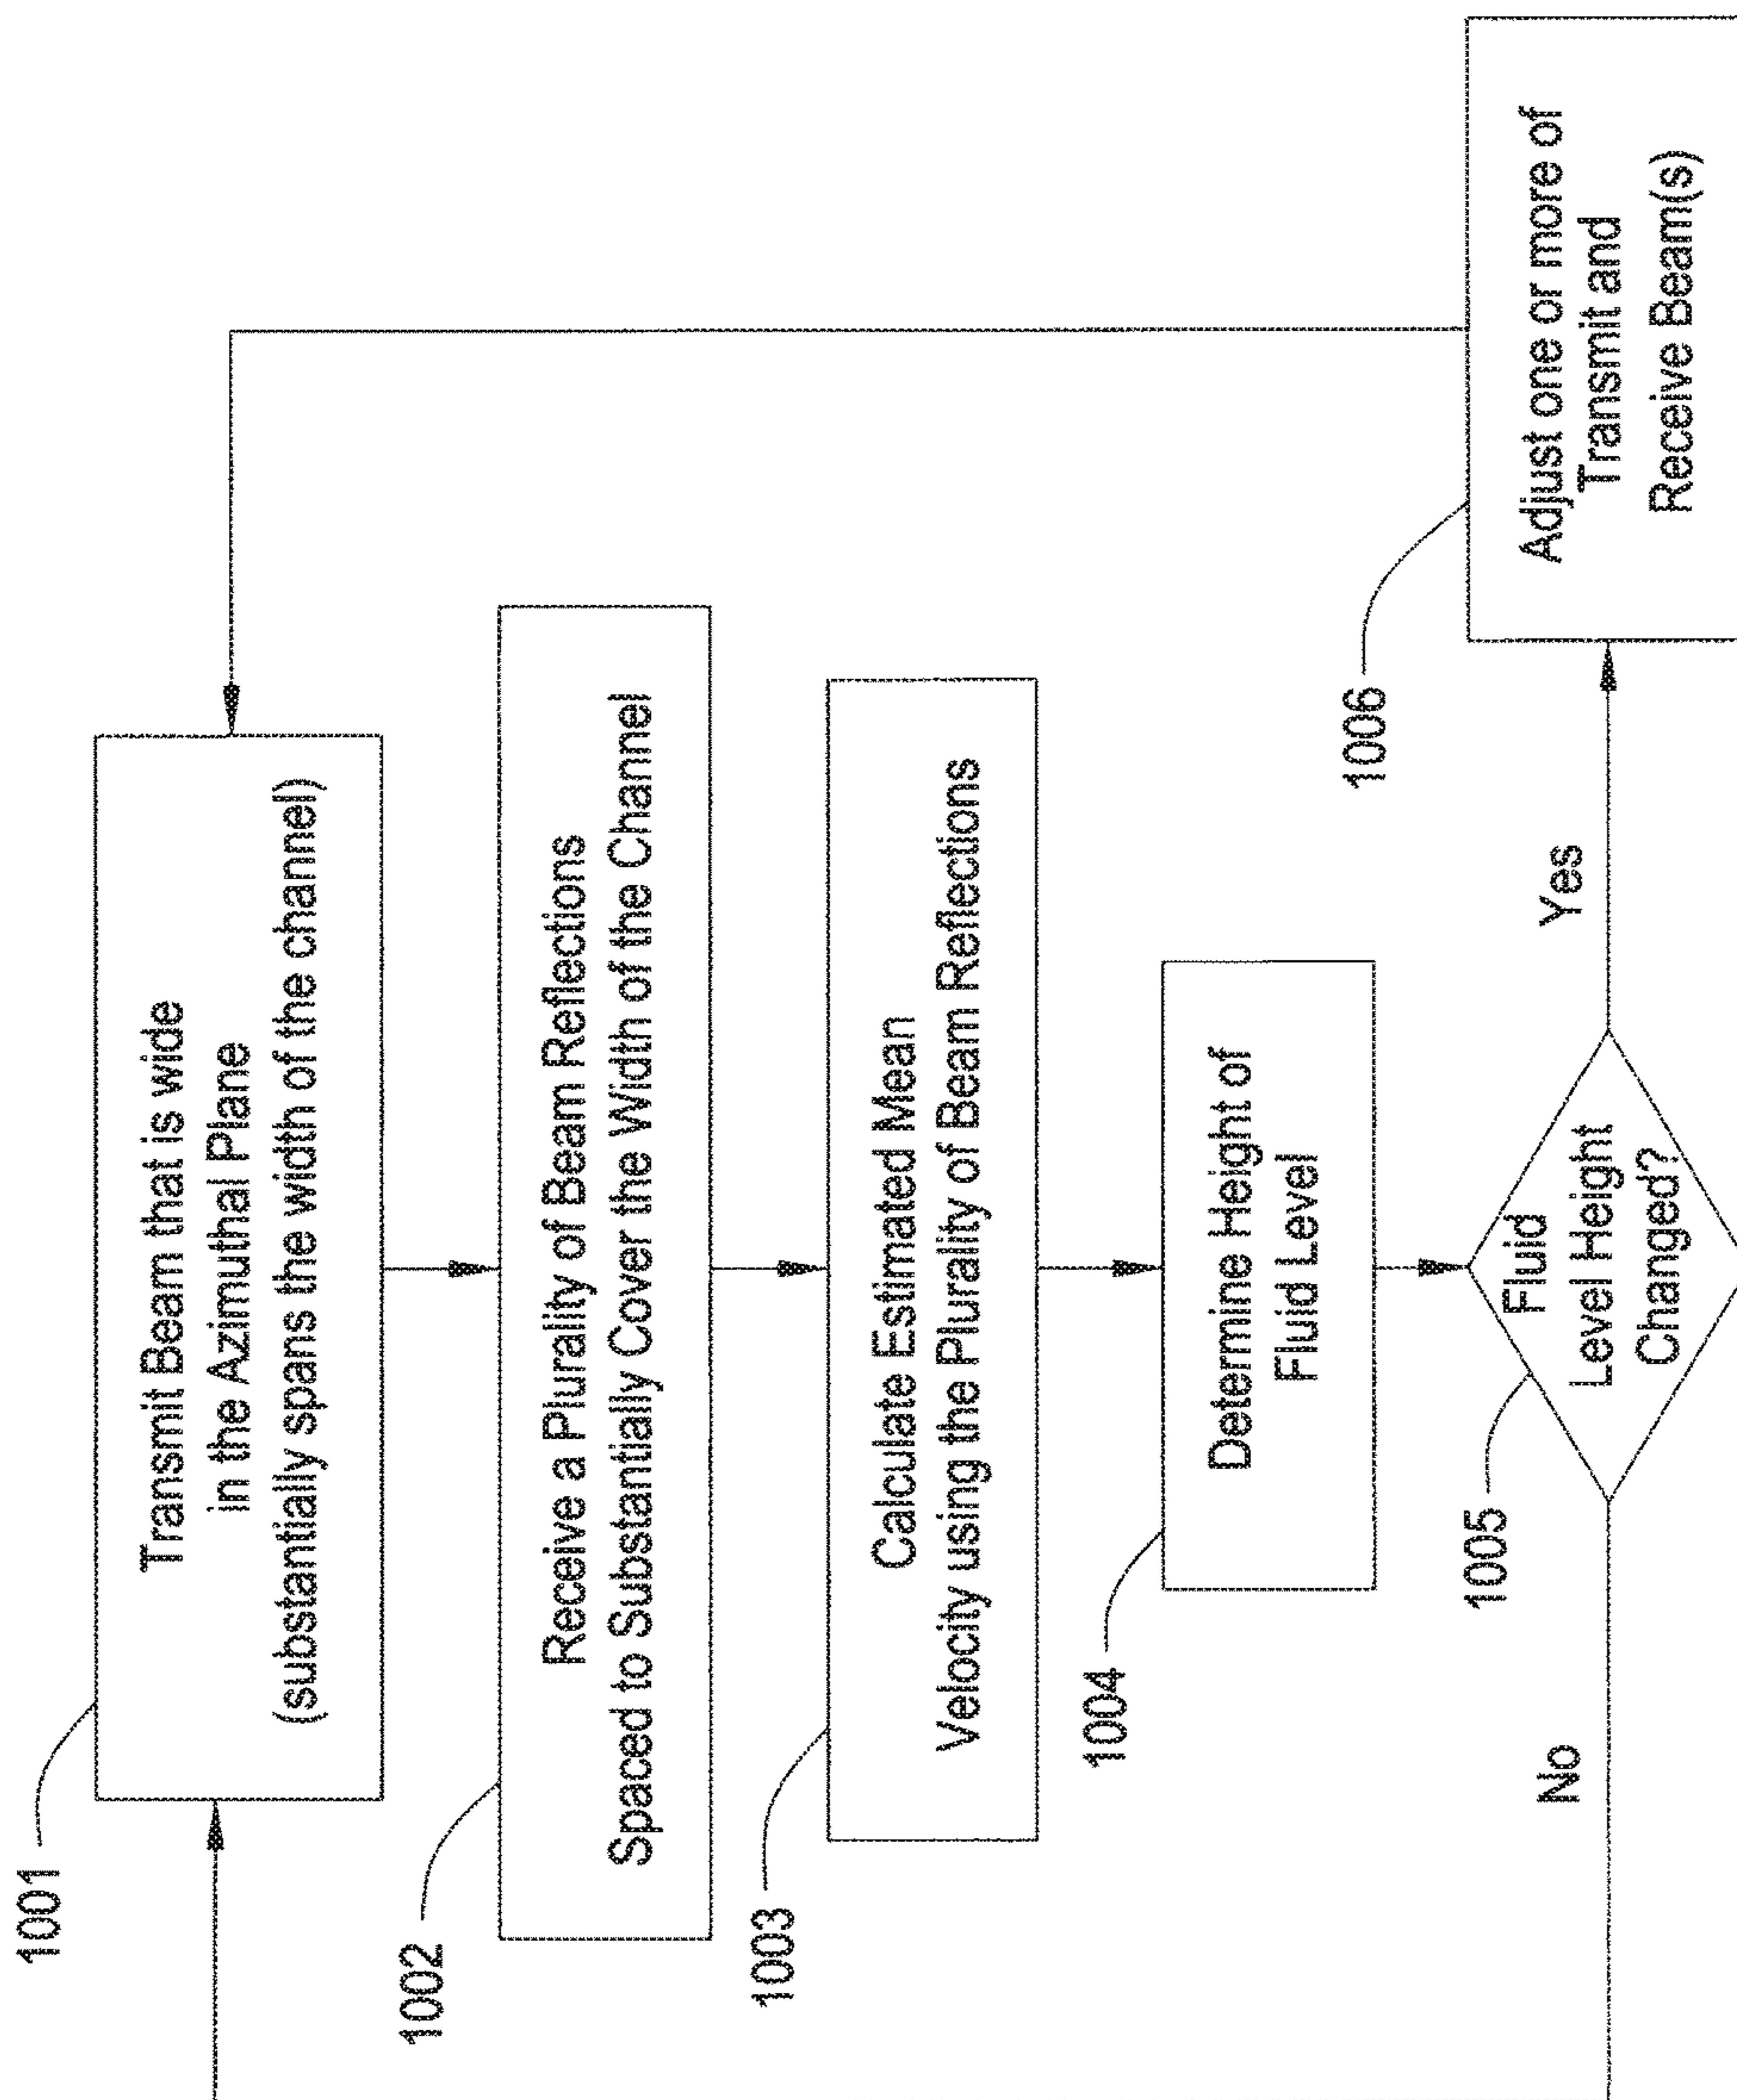 1001
Transmit Beam that is wide
in the Azimuthal Plane
(substantially spans the width of the channel)
1002
Receive a Plurality of Beam Reflections
Spaced to Substantially Cover the Width of the Channel
1003
Calculate Estimated Mean
Velocity using the Plurality of Beam Reflections
1004
Determine Height of
Fluid Level
1005
Fluid
Level Height
Changed?
No
Yes
1006
Adjust one or more of
Transmit and
Receive Beam(s)